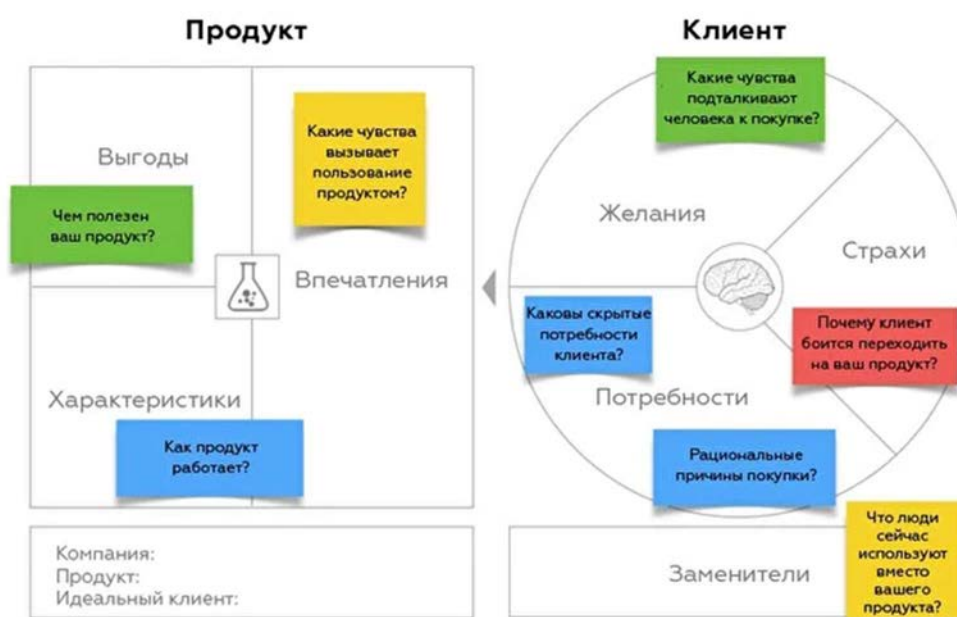 Продукт
Выгоды
Чем полезен
ваш продукт?
Какие чувства
вызывает
пользование
продуктом?
Впечатления
Характеристики
Как продукт
работает?
Компания:
Продукт:
Идеальный клиент:
Клиент
Какие чувства
подталкивают
человека к покупке?
Желания
Страхи
Почему клиент
боится переходить
на ваш продукт?
Каковы скрытые
потребности
клиента?
Потребности
Рациональные
причины покупки?
Заменители
Что люди
сейчас
используют
вместо
вашего
продукта?